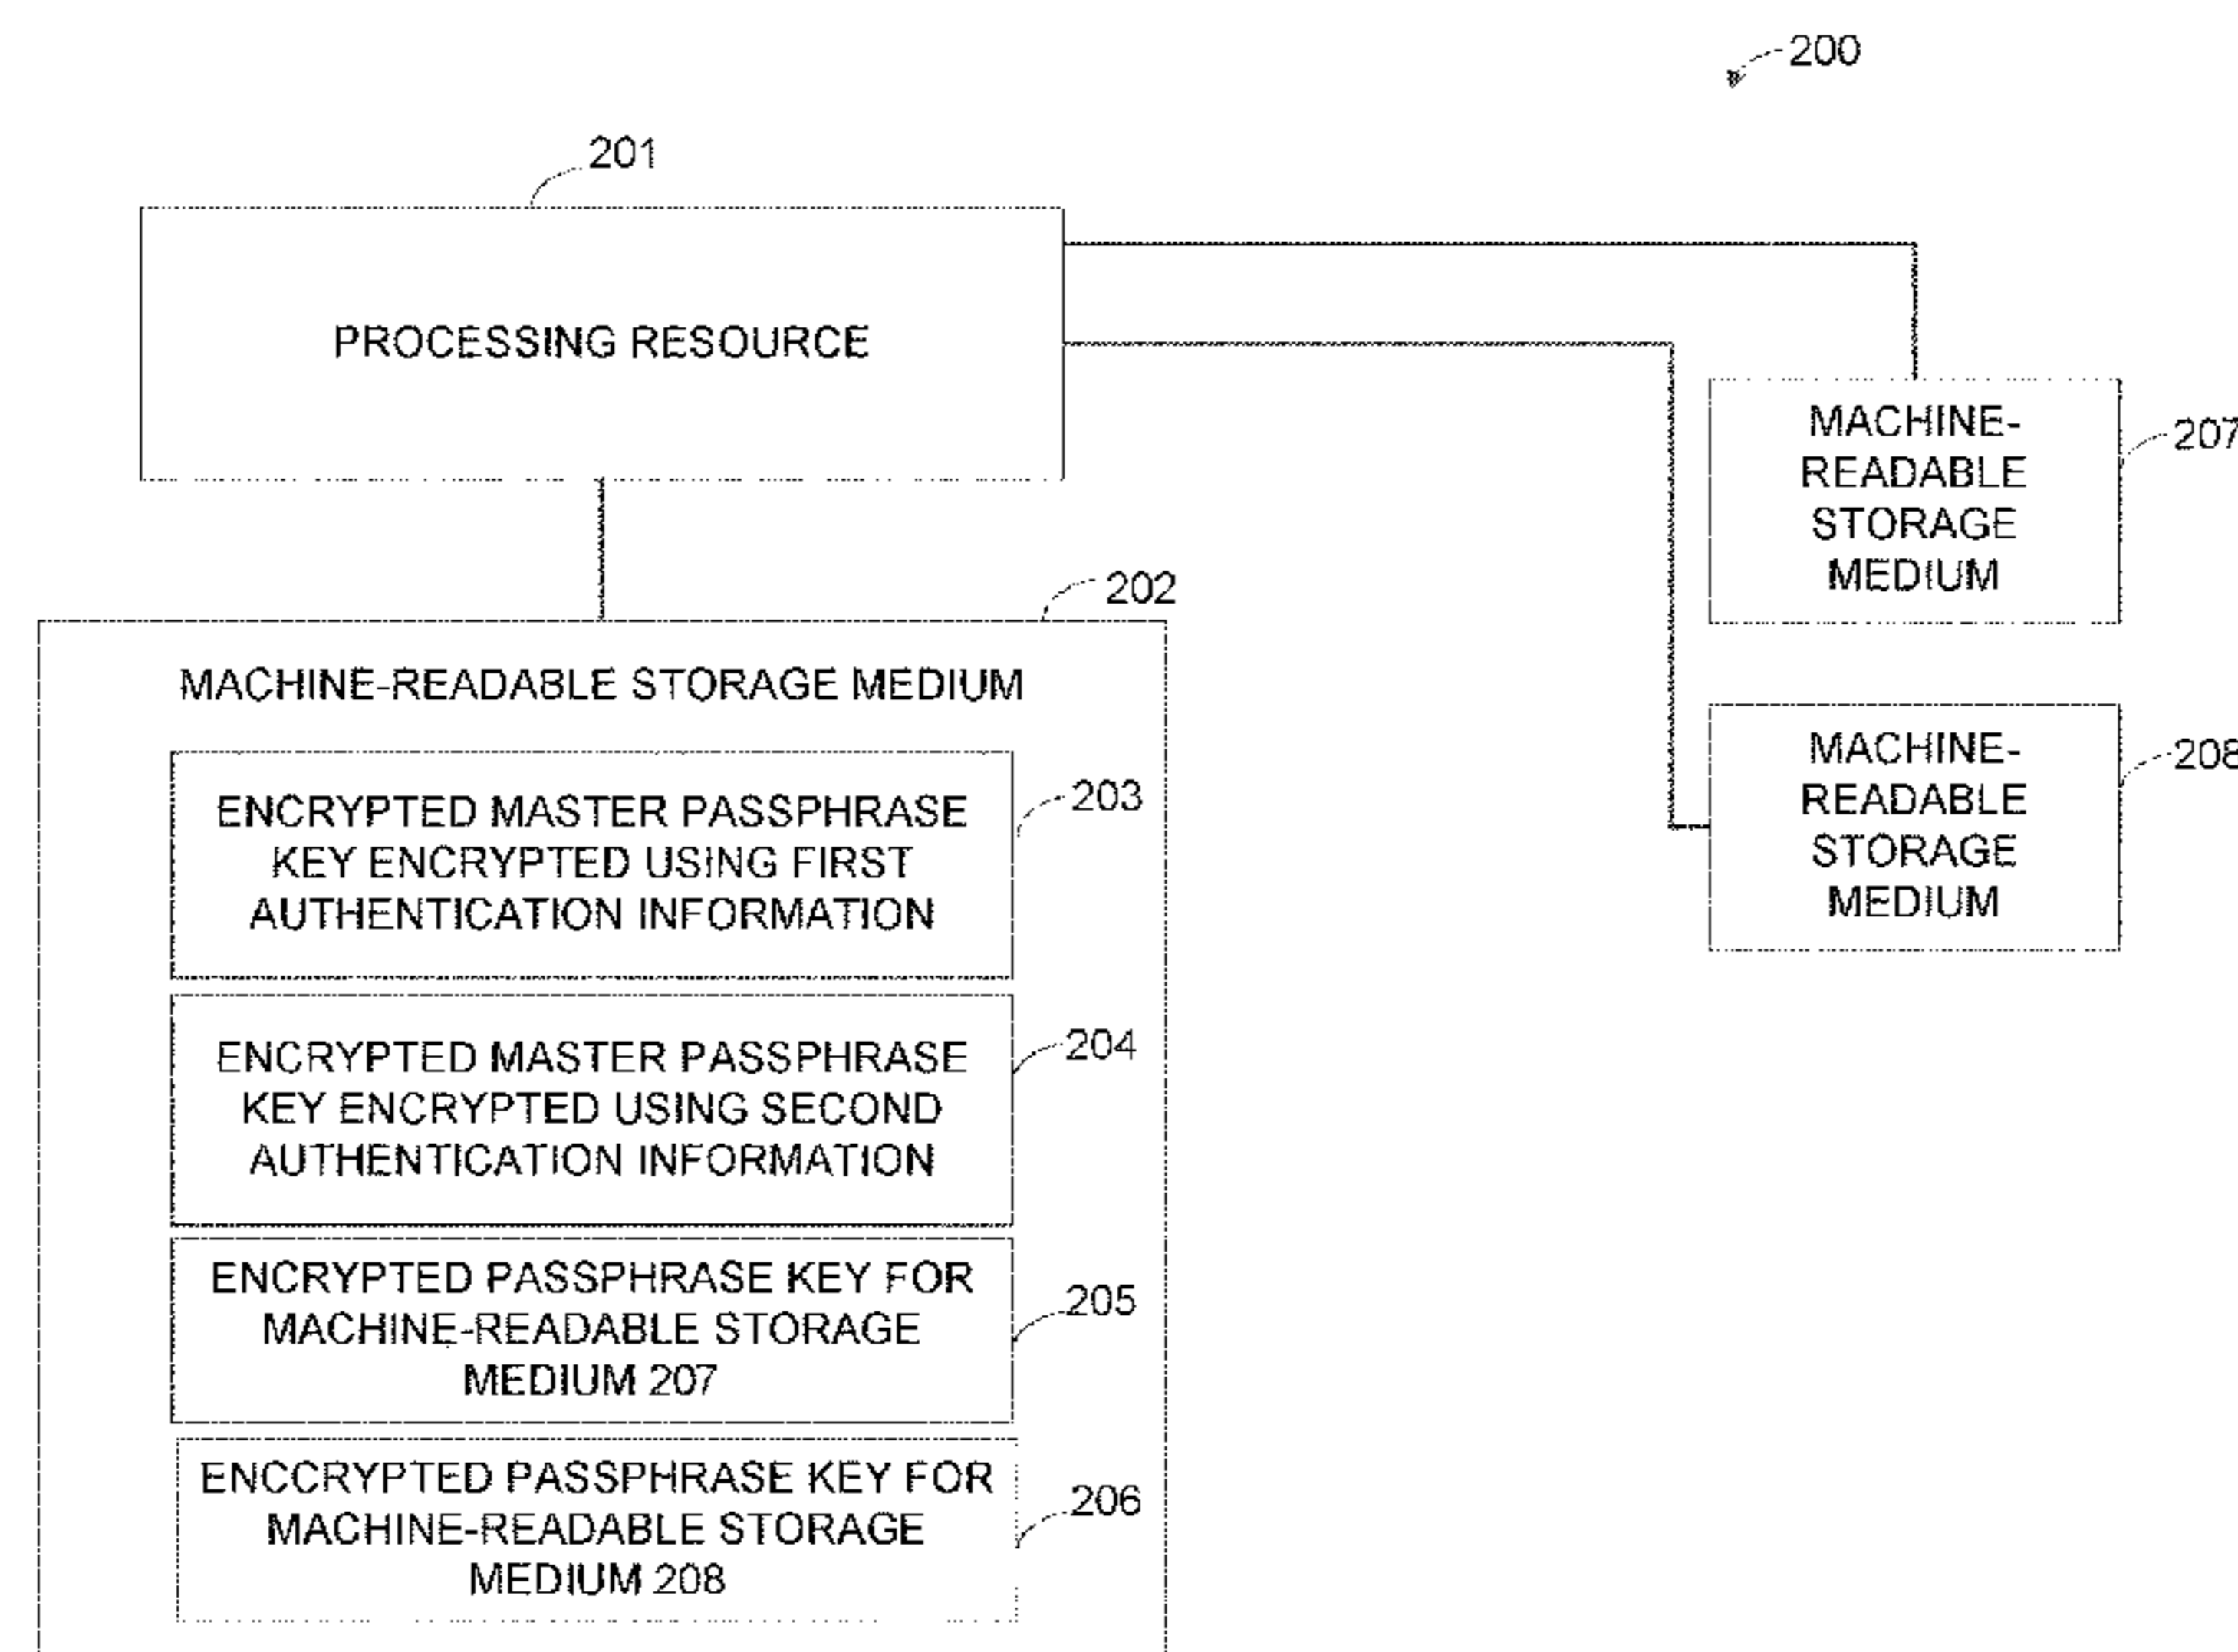 200
201
PROCESSING RESOURCE
MACHINE-
READABLE
STORAGE
MEDIUM
207
202
MACHINE-READABLE STORAGE MEDIUM
MACHINE-
READABLE
STORAGE
MEDIUM
208
ENCRYPTED MASTER PASSPHRASE
KEY ENCRYPTED USING FIRST
AUTHENTICATION INFORMATION
203
ENCRYPTED MASTER PASSPHRASE
KEY ENCRYPTED USING SECOND
AUTHENTICATION INFORMATION
204
ENCRYPTED PASSPHRASE KEY FOR
MACHINE-READABLE STORAGE
MEDIUM 207
205
ENCCRYPTED PASSPHRASE KEY FOR
MACHINE-READABLE STORAGE
MEDIUM 208
206